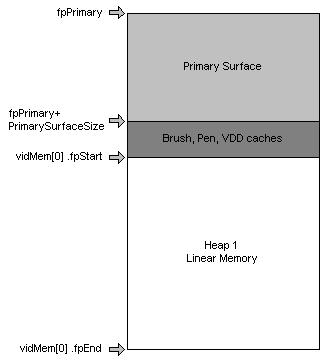 fpPrimary
Primary Surface
fpPrimary+
PrimarySurfaceSize
Brush, Pen, VDD caches
vidMem[0] .fpStart
Heap 1
Linear Memory
vidMem[0] .fpEnd